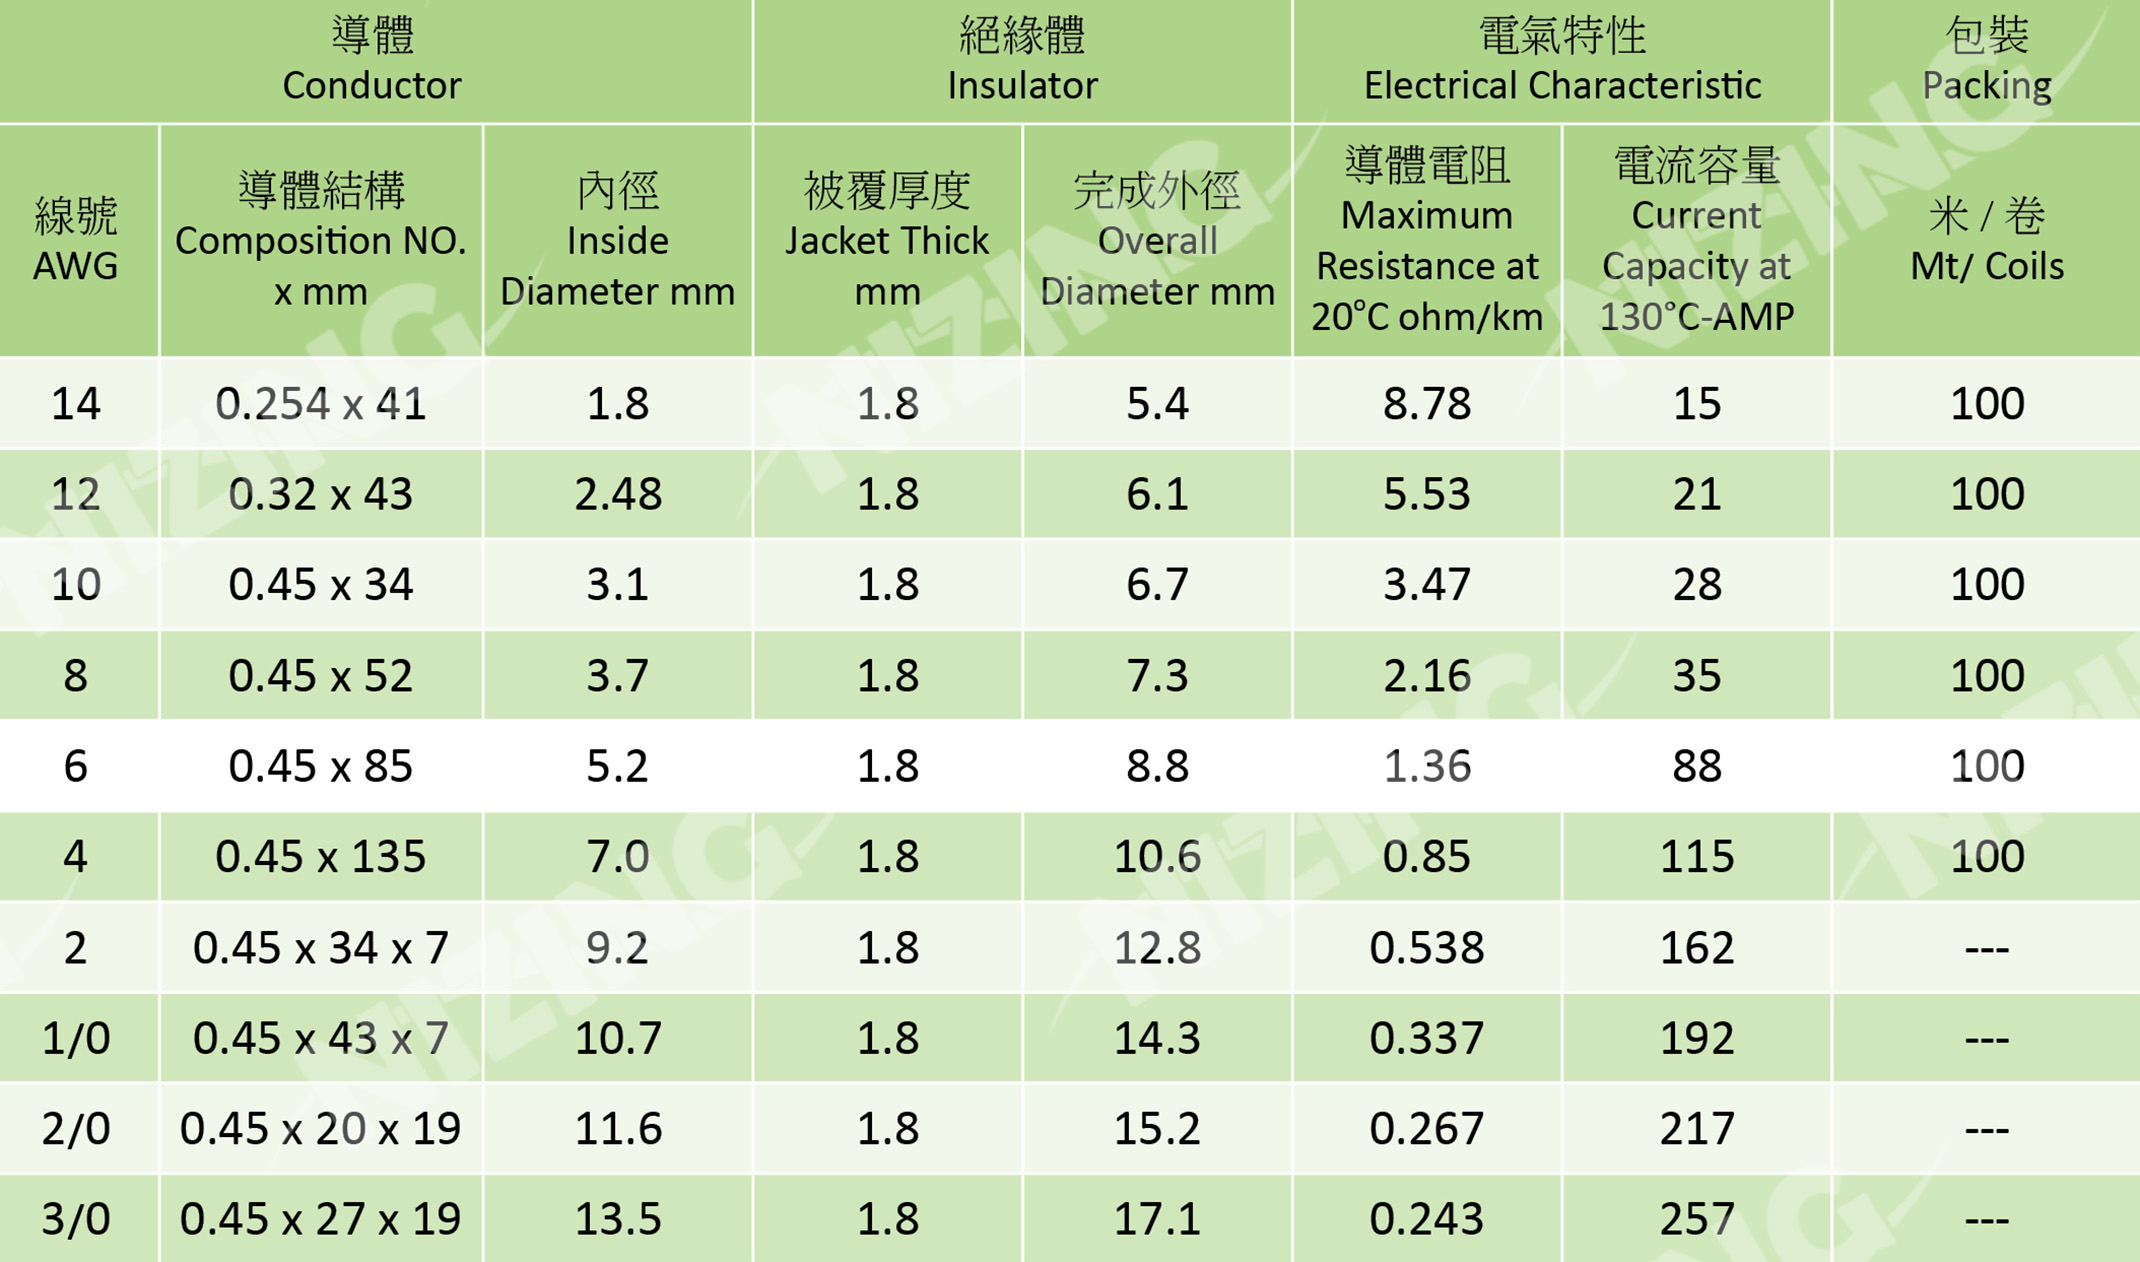 導體
Conductor
絕緣體
Insulator
電氣特性
Electrical Characteristic
包裝
Packing
線號
AWG
導體結構
Composition NO.
x mm
內徑
Inside
Diameter mm
被覆厚度
Jacket Thick
mm
完成外徑
Overall
Diameter mm
導體電阻
Maximum
Resistance at
20°C ohm/km
電流容量
Current
Capacity at
130°C-AMP
米 / 卷
Mt/ Coils
14 0.254 x 41 1.8 1.8 5.4 8.78 15 100
12 0.32 x 43 2.48 1.8 6.1 5.53 21 100
10 0.45 x 34 3.1 1.8 6.7 3.47 28 100
8 0.45 x 52 3.7 1.8 7.3 2.16 35 100
6 0.45 x 85 5.2 1.8 8.8 1.36 88 100
4 0.45 x 135 7.0 1.8 10.6 0.85 115 100
2 0.45 x 34 x 7 9.2 1.8 12.8 0.538 162 ---
1/0 0.45 x 43 x 7 10.7 1.8 14.3 0.337 192 ---
2/0 0.45 x 20 x 19 11.6 1.8 15.2 0.267 217 ---
3/0 0.45 x 27 x 19 13.5 1.8 17.1 0.243 257 ---
NIZING
NIZING
NIZING
NIZING
NIZING
NIZING
NIZING